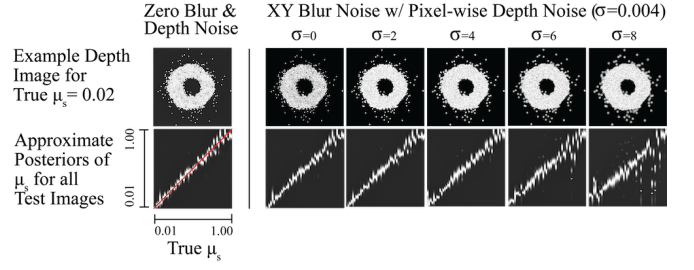 Zero Blur &
Depth Noise
XY Blur Noise w/ Pixel-wise Depth Noise (σ=0.004)
σ=0
σ=2
σ=4
σ=6
σ=8
Example Depth
Image for
True μs= 0.02
Approximate
Posteriors of
μs for all
Test Images
1.00
0.01
0.01
1.00
True μs